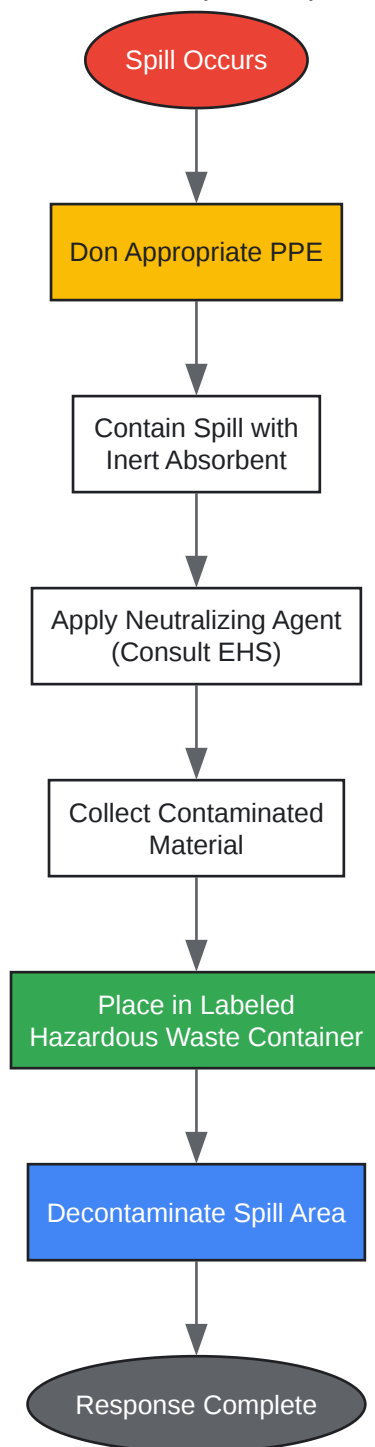 Spill Occurs
Don Appropriate PPE
Contain Spill with
Inert Absorbent
Apply Neutralizing Agent
(Consult EHS)
Collect Contaminated
Material
Place in Labeled
Hazardous Waste Container
Decontaminate Spill Area
Response Complete